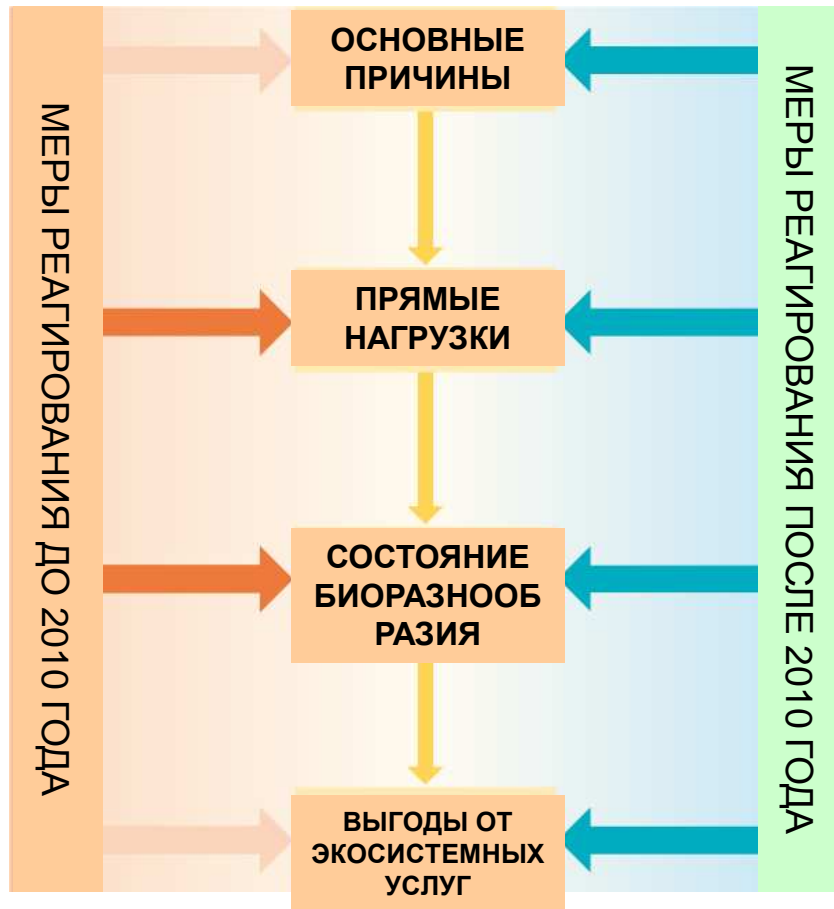 МЕРЫ РЕАГИРОВАНИЯ ДО 2010 ГОДА
ОСНОВНЫЕ
ПРИЧИНЫ
ПРЯМЫЕ
НАГРУЗКИ
СОСТОЯНИЕ
БИОРАЗНООБ
РАЗИЯ
ВЫГОДЫ ОТ
ЭКОСИСТЕМНЫХ
УСЛУГ
МЕРЫ РЕАГИРОВАНИЯ ПОСЛЕ 2010 ГОДА